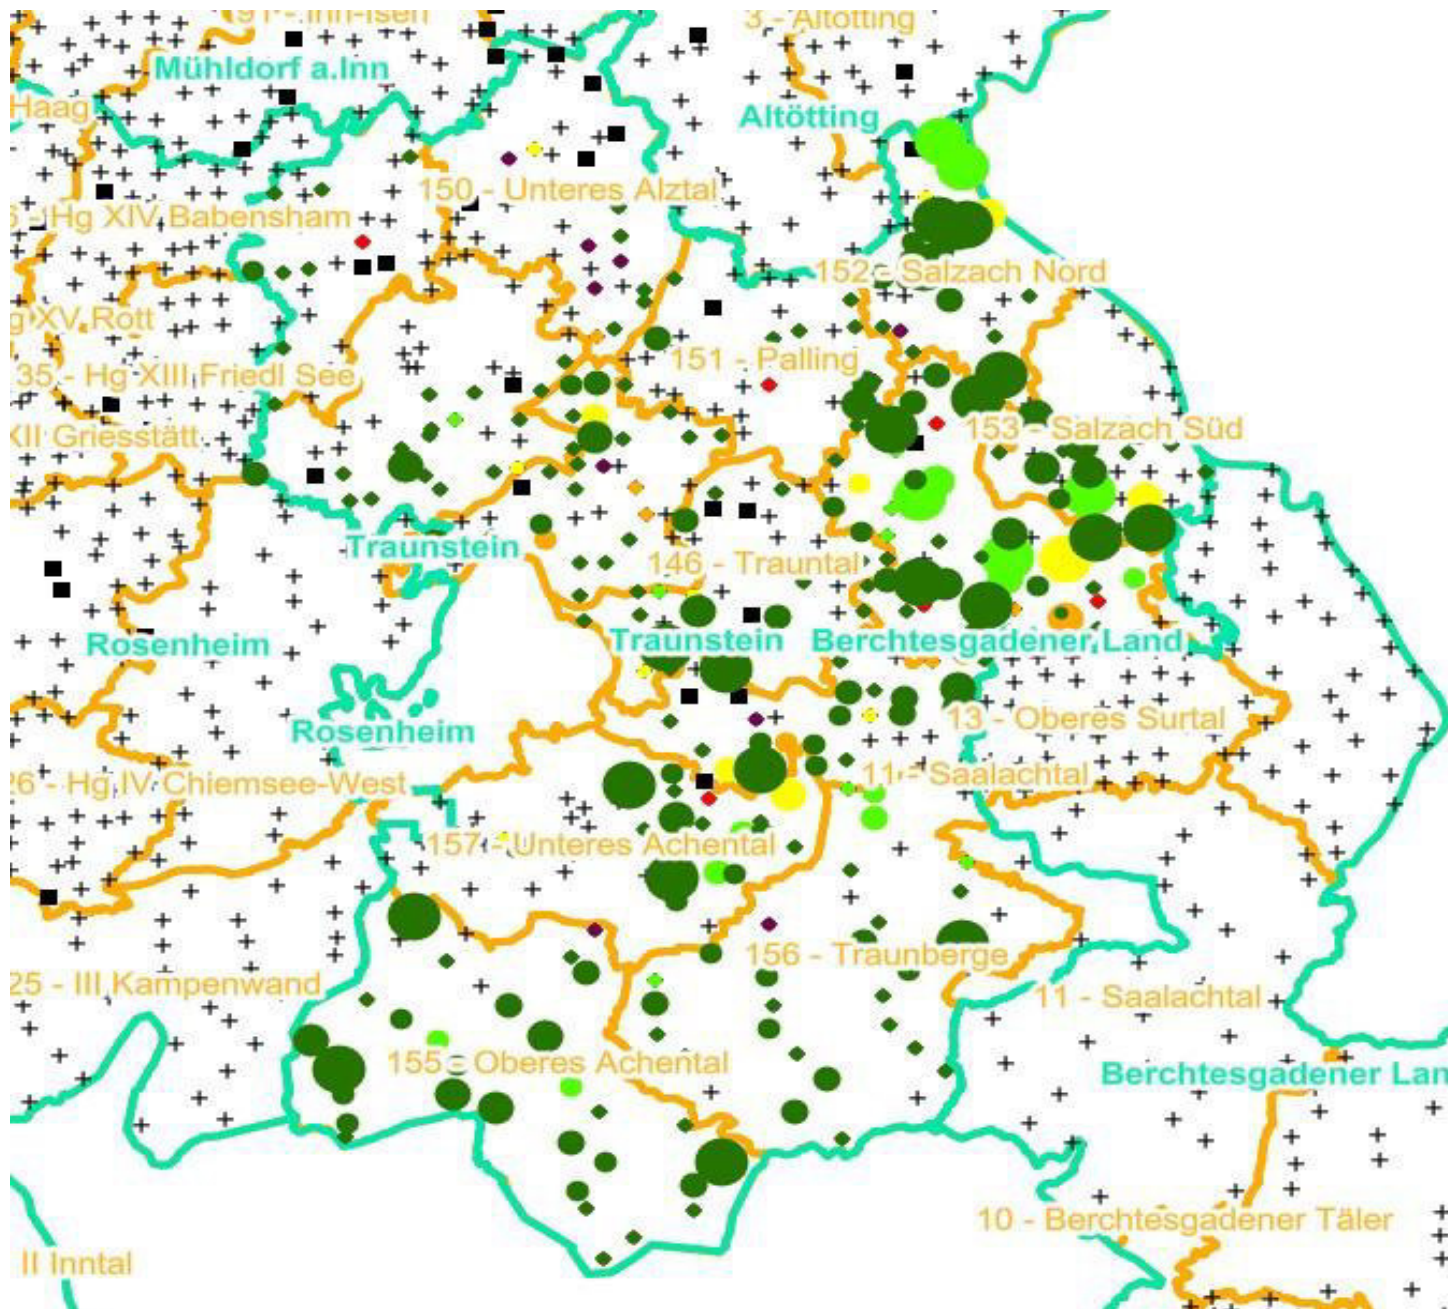 91 - Inn-Isen
3 - Altötting
Mühldorf a.Inn
Haag
Altötting
150 - Unteres Alztal
Hg XIV Babensham
152 - Salzach Nord
XV Rott
151 - Palling
35 - Hg XIII Friedl See
XII Griesstätt
153 - Salzach Süd
Traunstein
146 - Trauntal
Rosenheim
Traunstein
Berchtesgadener Land
13 - Oberes Surtal
Rosenheim
26 - Hg IV Chiemsee-West
11 - Saalachtal
157 - Unteres Achental
156 - Traunberge
25 - III Kampenwand
11 - Saalachtal
155 - Oberes Achental
Berchtesgadener Lan
10 - Berchtesgadener Täler
II Inntal